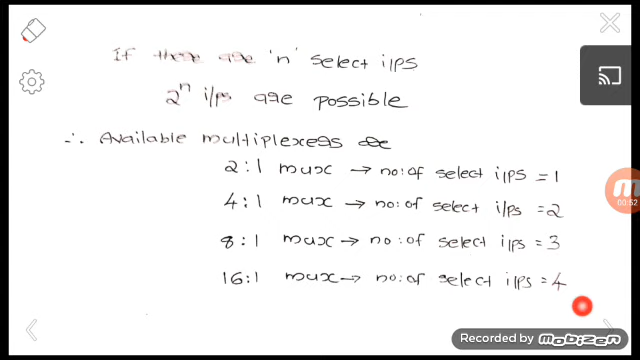 If there are 'n' select i/ps
2^n i/ps are possible
∴ Available multiplexers are
2:1 mux → no: of select i/ps = 1
4:1 mux → no: of select i/ps = 2
8:1 mux → no: of select i/ps = 3
16:1 mux → no: of select i/ps = 4
00:52
Recorded by MOBIZEN